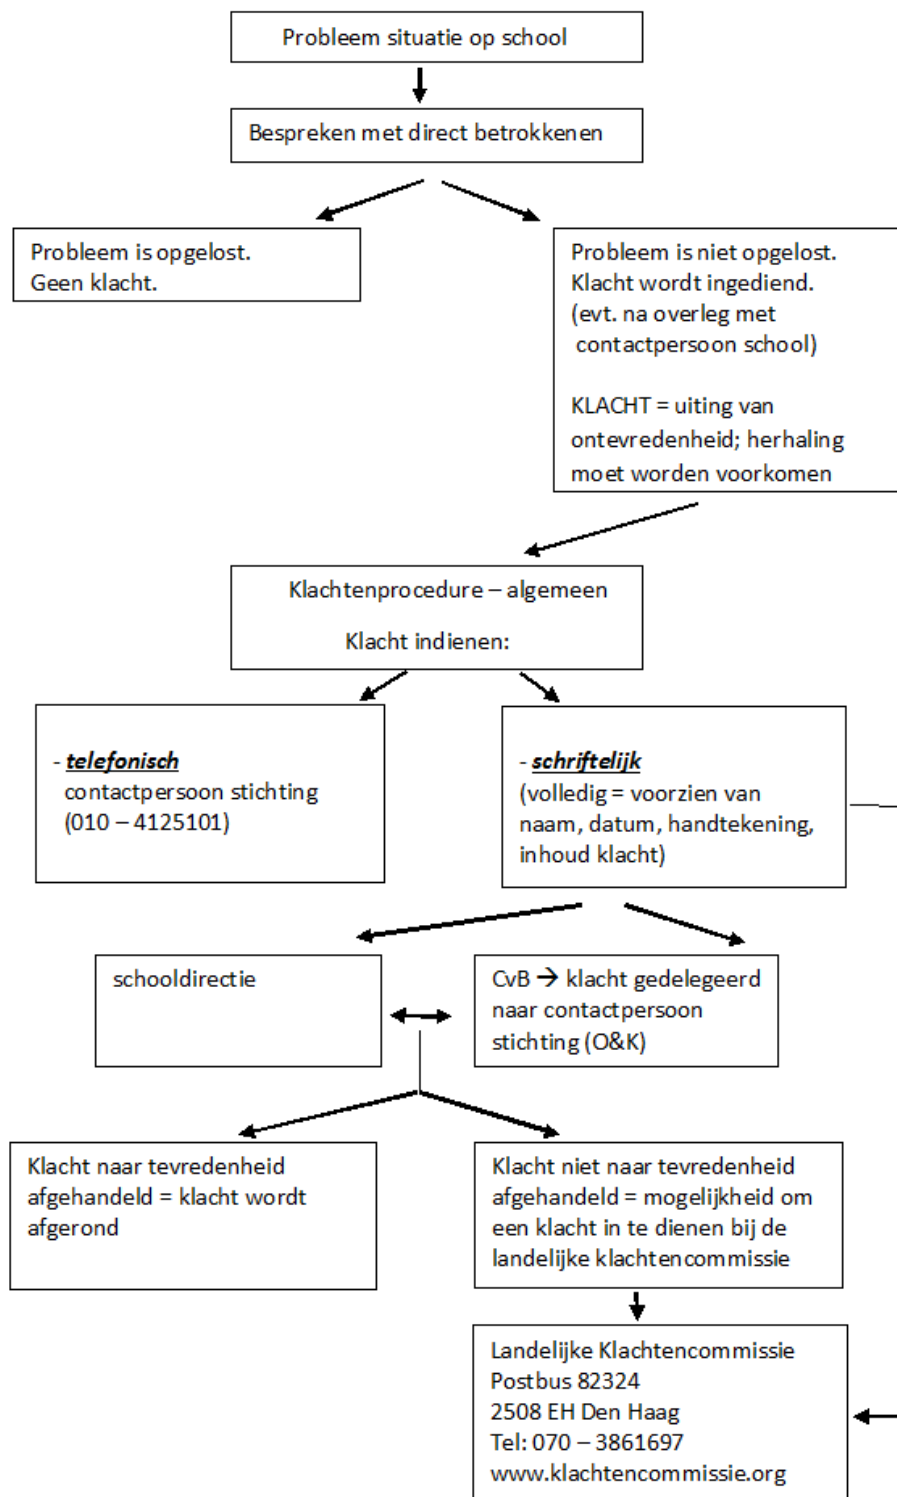 Probleem situatie op school
Bespreken met direct betrokkenen
Probleem is opgelost.
Geen klacht.
Probleem is niet opgelost.
Klacht wordt ingediend.
(evt. na overleg met
contactpersoon school)
KLACHT = uiting van
ontevredenheid; herhaling
moet worden voorkomen
Klachtenprocedure – algemeen
Klacht indienen:
- telefonisch
contactpersoon stichting
(010 – 4125101)
- schriftelijk
(volledig = voorzien van
naam, datum, handtekening,
inhoud klacht)
schooldirectie
CvB → klacht gedelegeerd
naar contactpersoon
stichting (O&K)
Klacht naar tevredenheid
afgehandeld = klacht wordt
afgerond
Klacht niet naar tevredenheid
afgehandeld = mogelijkheid om
een klacht in te dienen bij de
landelijke klachtencommissie
Landelijke Klachtencommissie
Postbus 82324
2508 EH Den Haag
Tel: 070 – 3861697
www.klachtencommissie.org